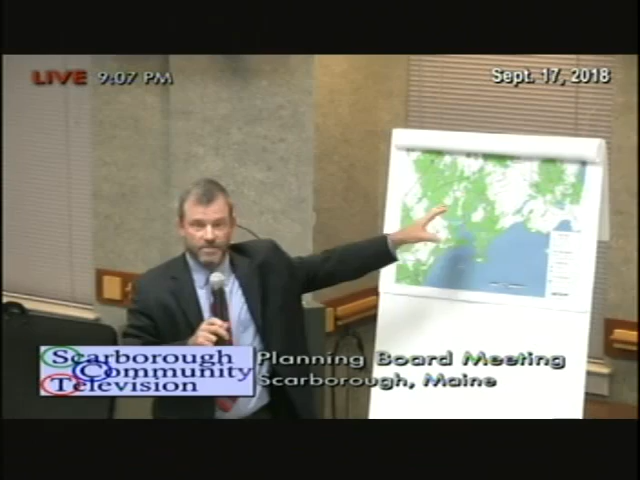 LIVE 9:07 PM
Sept. 17, 2018
Scarborough
Community
Television
Planning Board Meeting
Scarborough, Maine